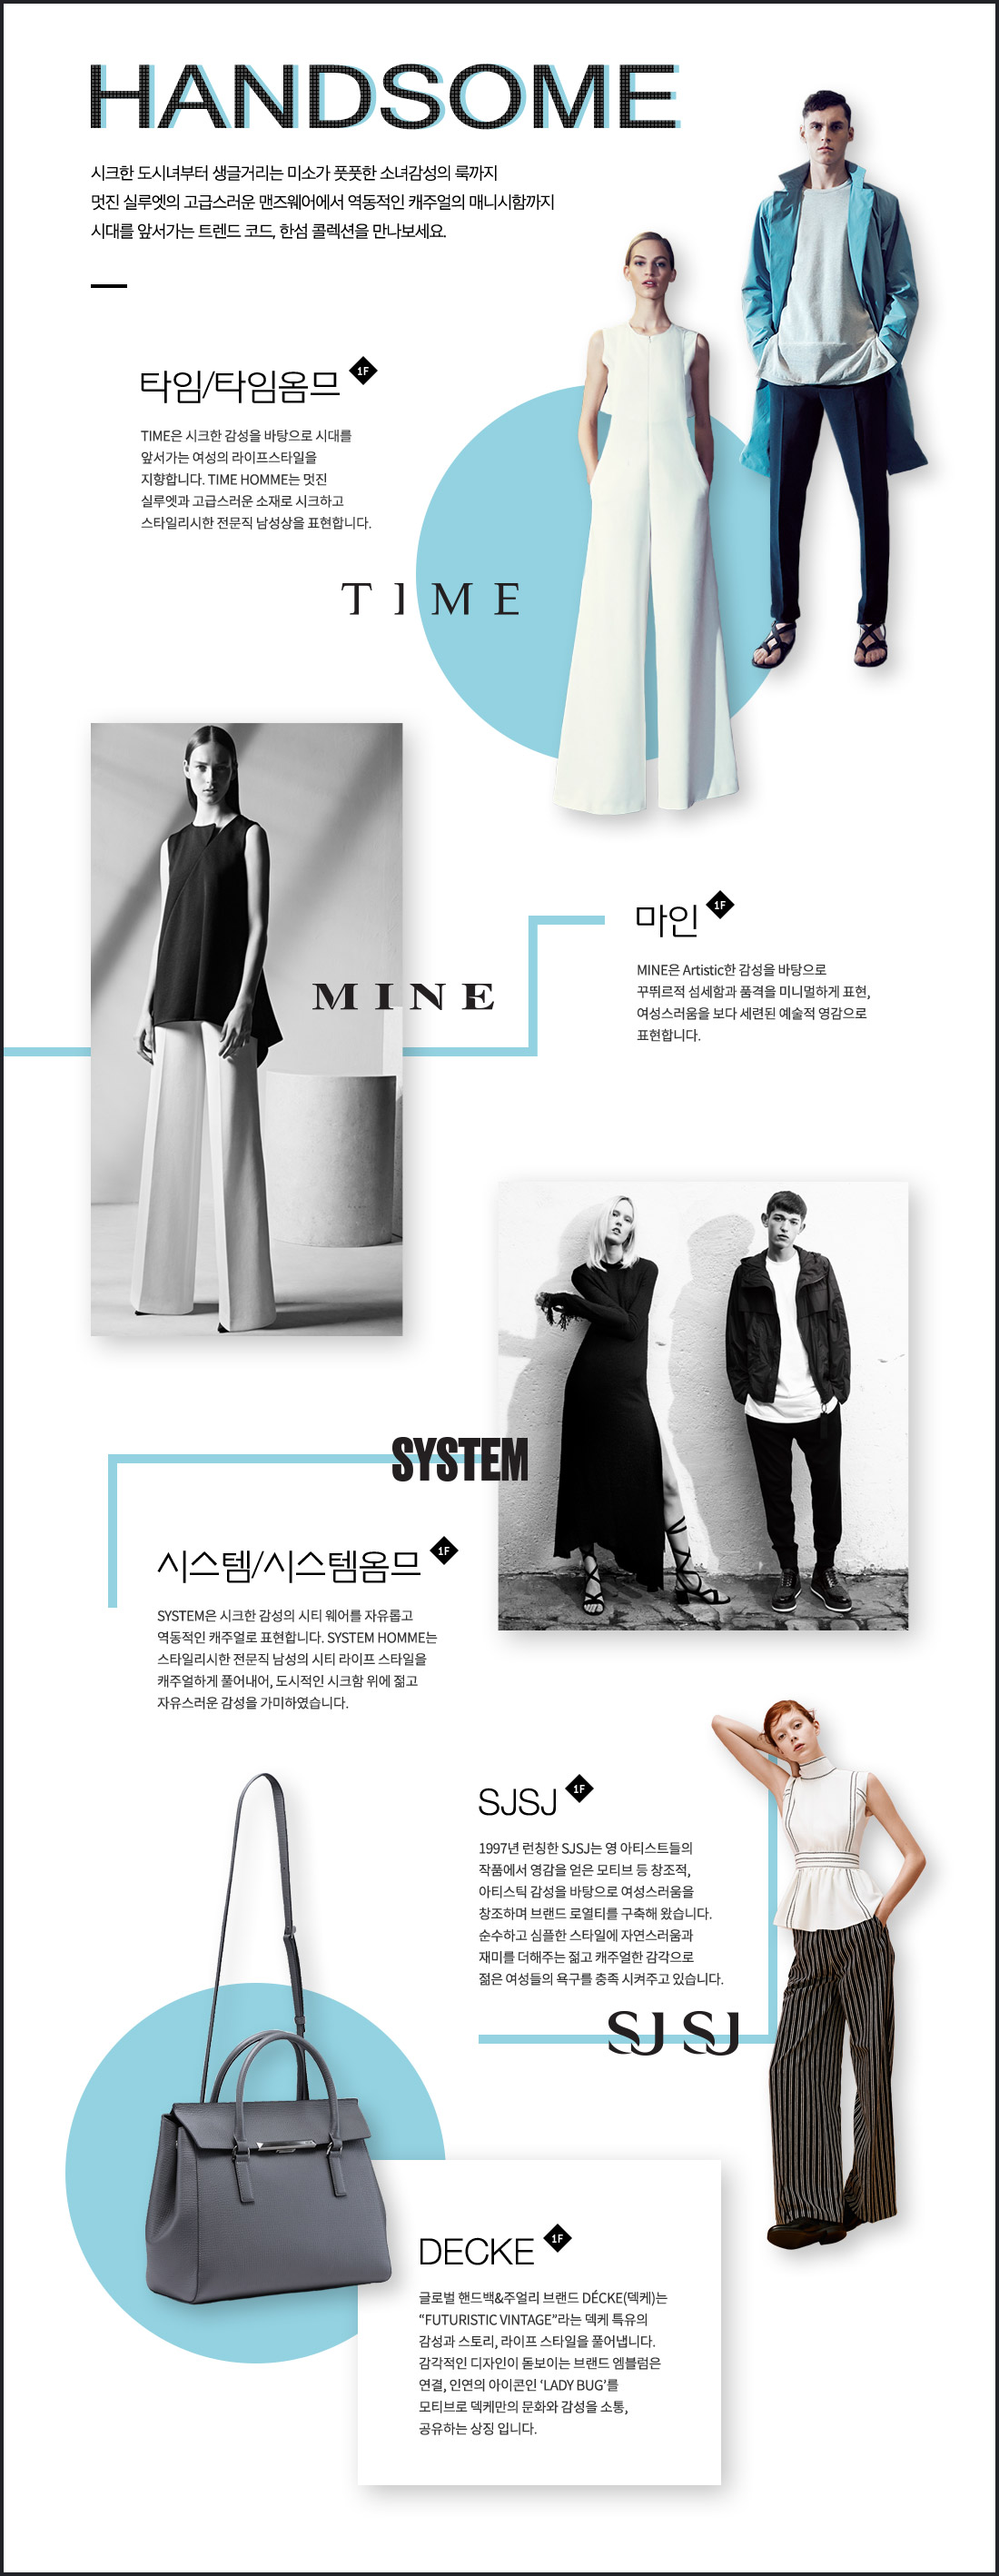 HANDSOME
시크한 도시녀부터 생글거리는 미소가 풋풋한 소녀감성의 룩까지
멋진 실루엣의 고급스러운 맨즈웨어에서 역동적인 캐주얼의 매니시함까지
시대를 앞서가는 트렌드 코드, 한섬 콜렉션을 만나보세요.
타임/타임옴므 1F
TIME은 시크한 감성을 바탕으로 시대를
앞서가는 여성의 라이프스타일을
지향합니다. TIME HOMME는 멋진
실루엣과 고급스러운 소재로 시크하고
스타일리시한 전문직 남성상을 표현합니다.
TIME
마인 1F
MINE은 Artistic한 감성을 바탕으로
꾸뛰르적 섬세함과 품격을 미니멀하게 표현,
여성스러움을 보다 세련된 예술적 영감으로
표현합니다.
MINE
SYSTEM
시스템/시스템옴므 1F
SYSTEM은 시크한 감성의 시티 웨어를 자유롭고
역동적인 캐주얼로 표현합니다. SYSTEM HOMME는
스타일리시한 전문직 남성의 시티 라이프 스타일을
캐주얼하게 풀어내어, 도시적인 시크함 위에 젊고
자유스러운 감성을 가미하였습니다.
SJSJ 1F
1997년 런칭한 SJSJ는 영 아티스트들의
작품에서 영감을 얻은 모티브 등 창조적,
아티스틱 감성을 바탕으로 여성스러움을
창조하며 브랜드 로열티를 구축해 왔습니다.
순수하고 심플한 스타일에 자연스러움과
재미를 더해주는 젊고 캐주얼한 감각으로
젊은 여성들의 욕구를 충족 시켜주고 있습니다.
SJSJ
DECKE 1F
글로벌 핸드백&주얼리 브랜드 DÉCKE(덱케)는
“FUTURISTIC VINTAGE”라는 덱케 특유의
감성과 스토리, 라이프 스타일을 풀어냅니다.
감각적인 디자인이 돋보이는 브랜드 엠블럼은
연결, 인연의 아이콘인 ‘LADY BUG’를
모티브로 덱케만의 문화와 감성을 소통,
공유하는 상징 입니다.